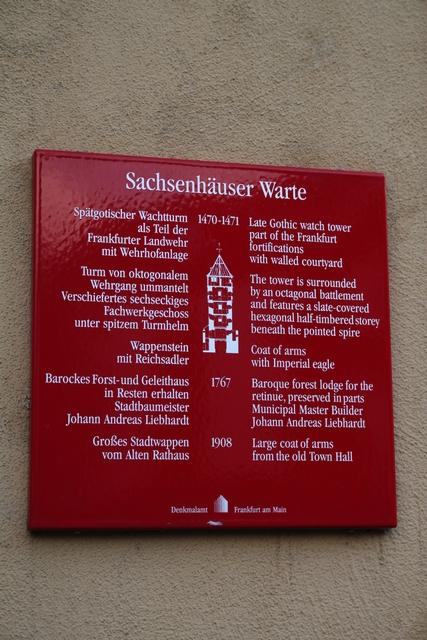 Sachsenhäuser Warte
Spätgotischer Wachtturm
als Teil der
Frankfurter Landwehr
mit Wehrhofanlage
1470-1471
Late Gothic watch tower
part of the Frankfurt
fortifications
with walled courtyard
Turm von oktogonalem
Wehrgang ummantelt
Verschiefertes sechseckiges
Fachwerkgeschoss
unter spitzem Turmhelm
The tower is surrounded
by an octagonal battlement
and features a slate-covered
hexagonal half-timbered storey
beneath the pointed spire
Wappenstein
mit Reichsadler
Coat of arms
with Imperial eagle
Barockes Forst- und Geleithaus
in Resten erhalten
Stadtbaumeister
Johann Andreas Liebhardt
1767
Baroque forest lodge for the
retinue, preserved in parts
Municipal Master Builder
Johann Andreas Liebhardt
Großes Stadtwappen
vom Alten Rathaus
1908
Large coat of arms
from the old Town Hall
Denkmalamt Frankfurt am Main